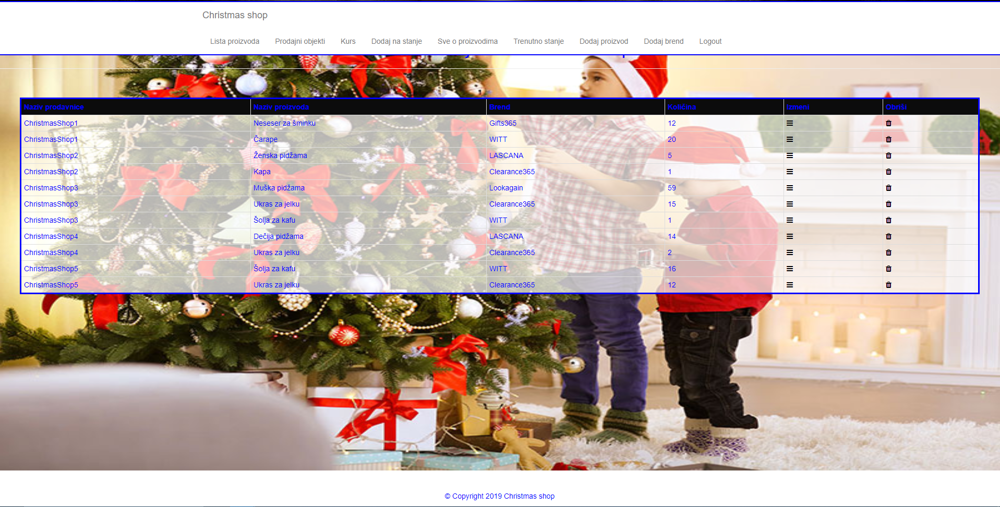 Christmas shop
Lista proizvoda Prodajni objekti Kurs Dodaj na stanje Sve o proizvodima Trenutno stanje Dodaj proizvod Dodaj brend Logout
Naziv prodavnice Naziv proizvoda Brend Količina Izmeni Obriši
ChristmasShop1 Neseser za šminku Gifts365 12
ChristmasShop1 Čarape WITT 20
ChristmasShop2 Ženska pidžama LASCANA 5
ChristmasShop2 Kapa Clearance365 1
ChristmasShop3 Muška pidžama Lookagain 59
ChristmasShop3 Ukras za jelku Clearance365 15
ChristmasShop3 Šolja za kafu WITT 1
ChristmasShop4 Dečija pidžama LASCANA 14
ChristmasShop4 Ukras za jelku Clearance365 2
ChristmasShop5 Šolja za kafu WITT 16
ChristmasShop5 Ukras za jelku Clearance365 12
© Copyright 2019 Christmas shop